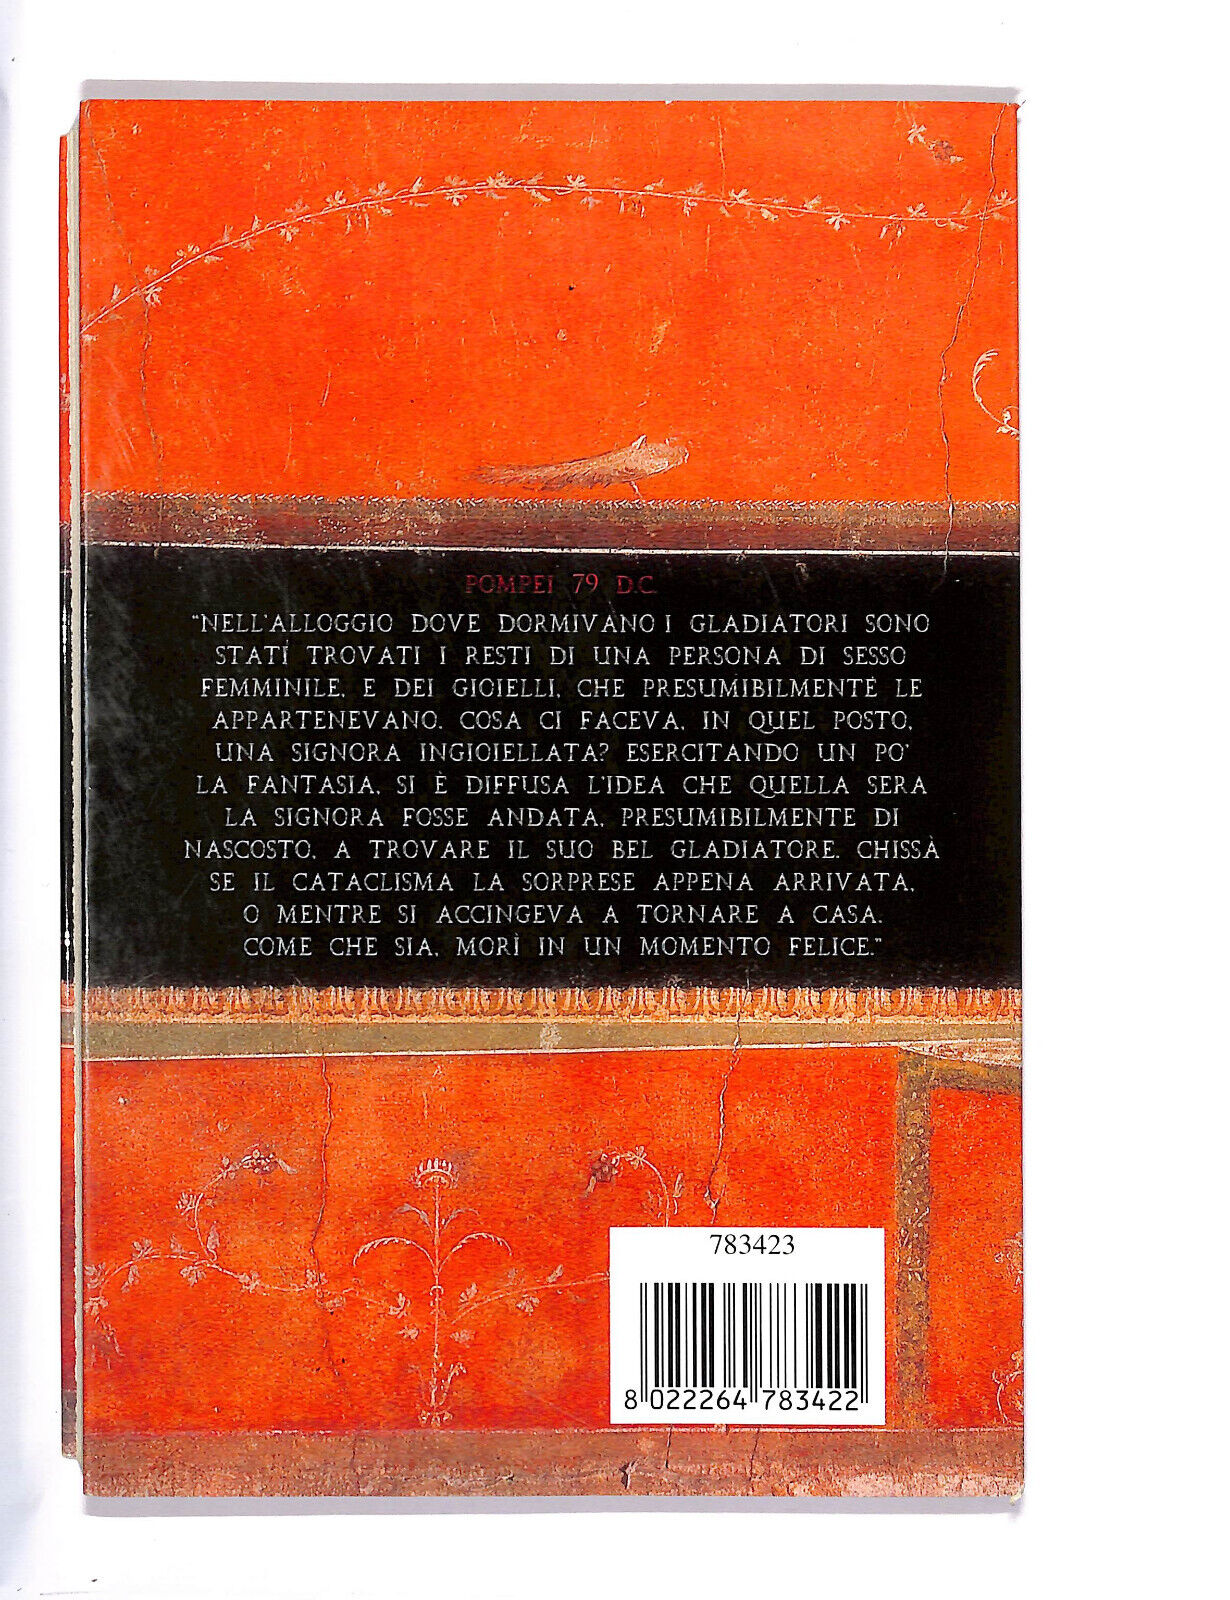 POMPEI 79 D.C.
"NELL'ALLOGGIO DOVE DORMIVANO I GLADIATORI SONO
STATI TROVATI I RESTI DI UNA PERSONA DI SESSO
FEMMINILE, E DEI GIOIELLI, CHE PRESUMIBILMENTE LE
APPARTENEVANO. COSA CI FACEVA, IN QUEL POSTO,
UNA SIGNORA INGIOIELLATA? ESERCITANDO UN PO'
LA FANTASIA, SI È DIFFUSA L'IDEA CHE QUELLA SERA
LA SIGNORA FOSSE ANDATA, PRESUMIBILMENTE DI
NASCOSTO, A TROVARE IL SUO BEL GLADIATORE. CHISSÀ
SE IL CATACLISMA LA SORPRESE APPENA ARRIVATA,
O MENTRE SI ACCINGEVA A TORNARE A CASA.
COME CHE SIA, MORÌ IN UN MOMENTO FELICE."
783423
8 022264 783422